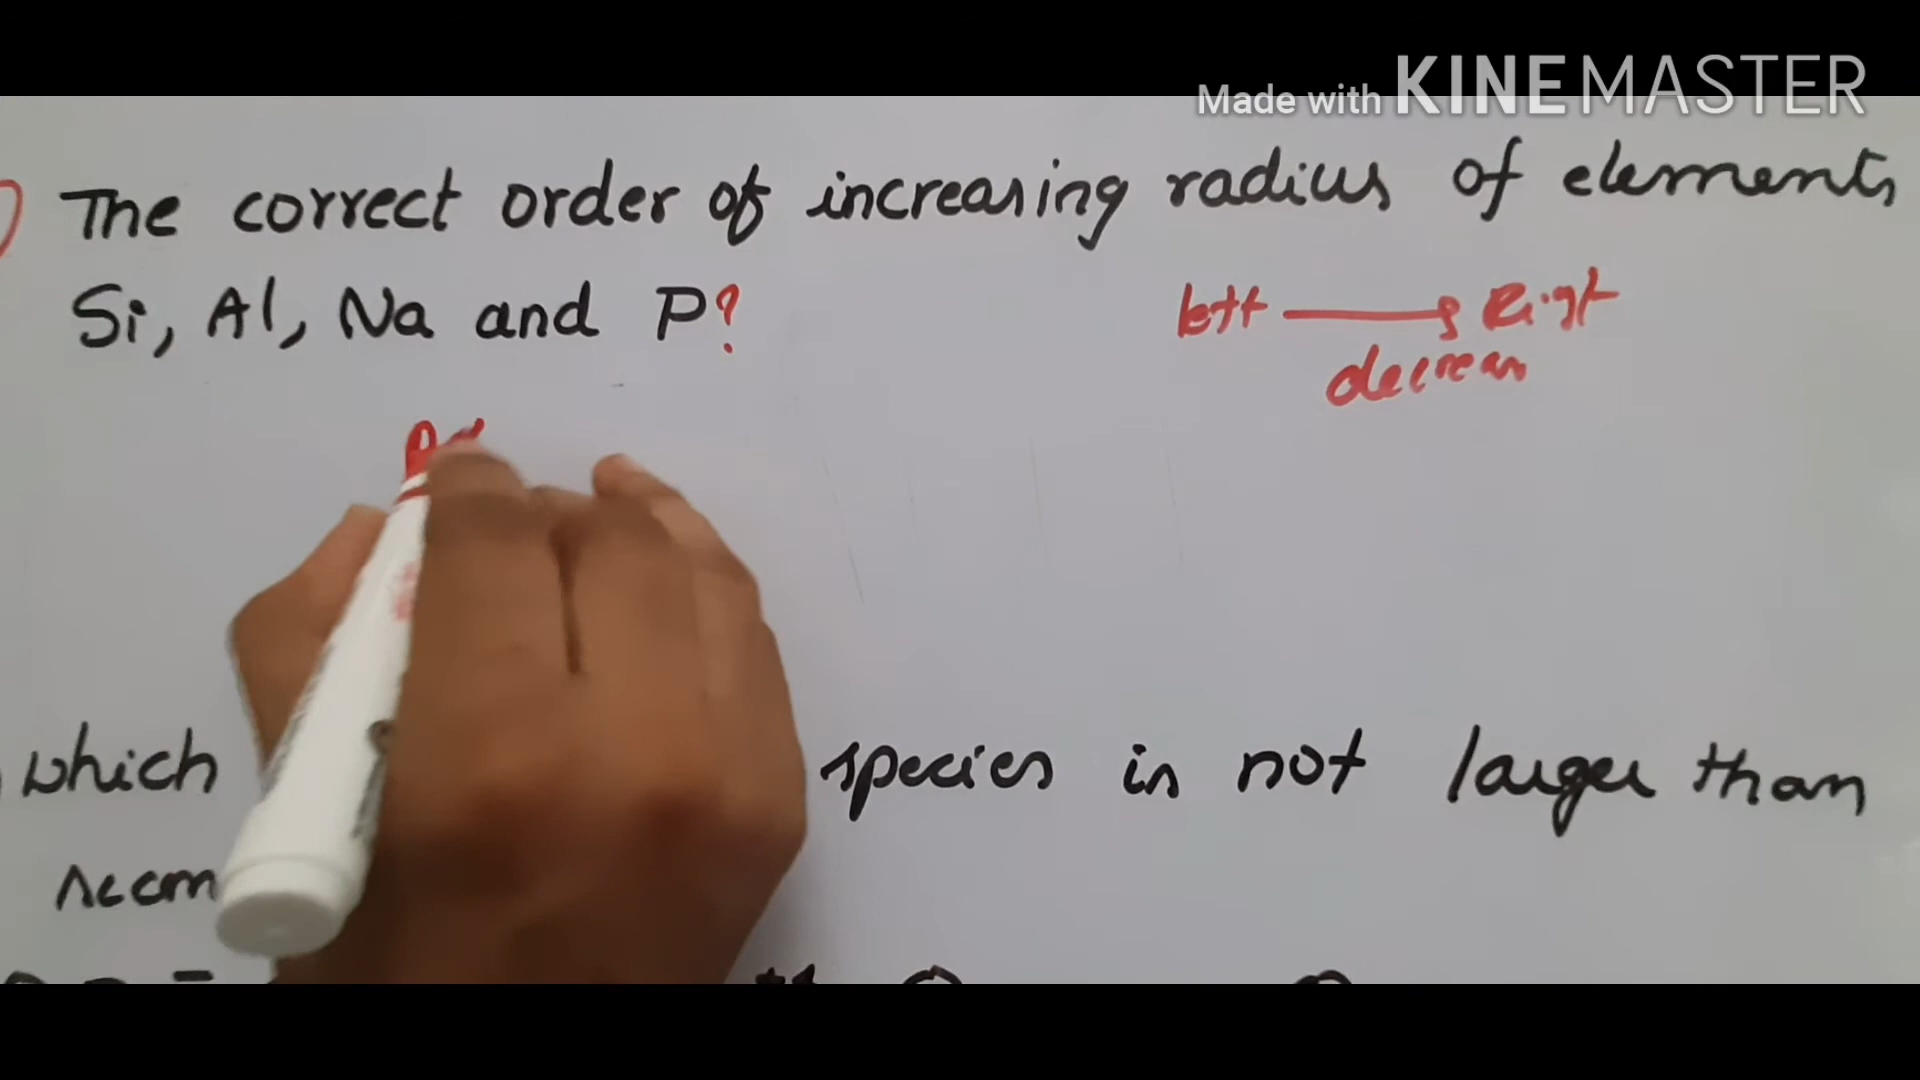 Made with KINEMASTER
The correct order of increasing radius of elements
Si, Al, Na and P?
left → Right
decreas
which species is not larger than